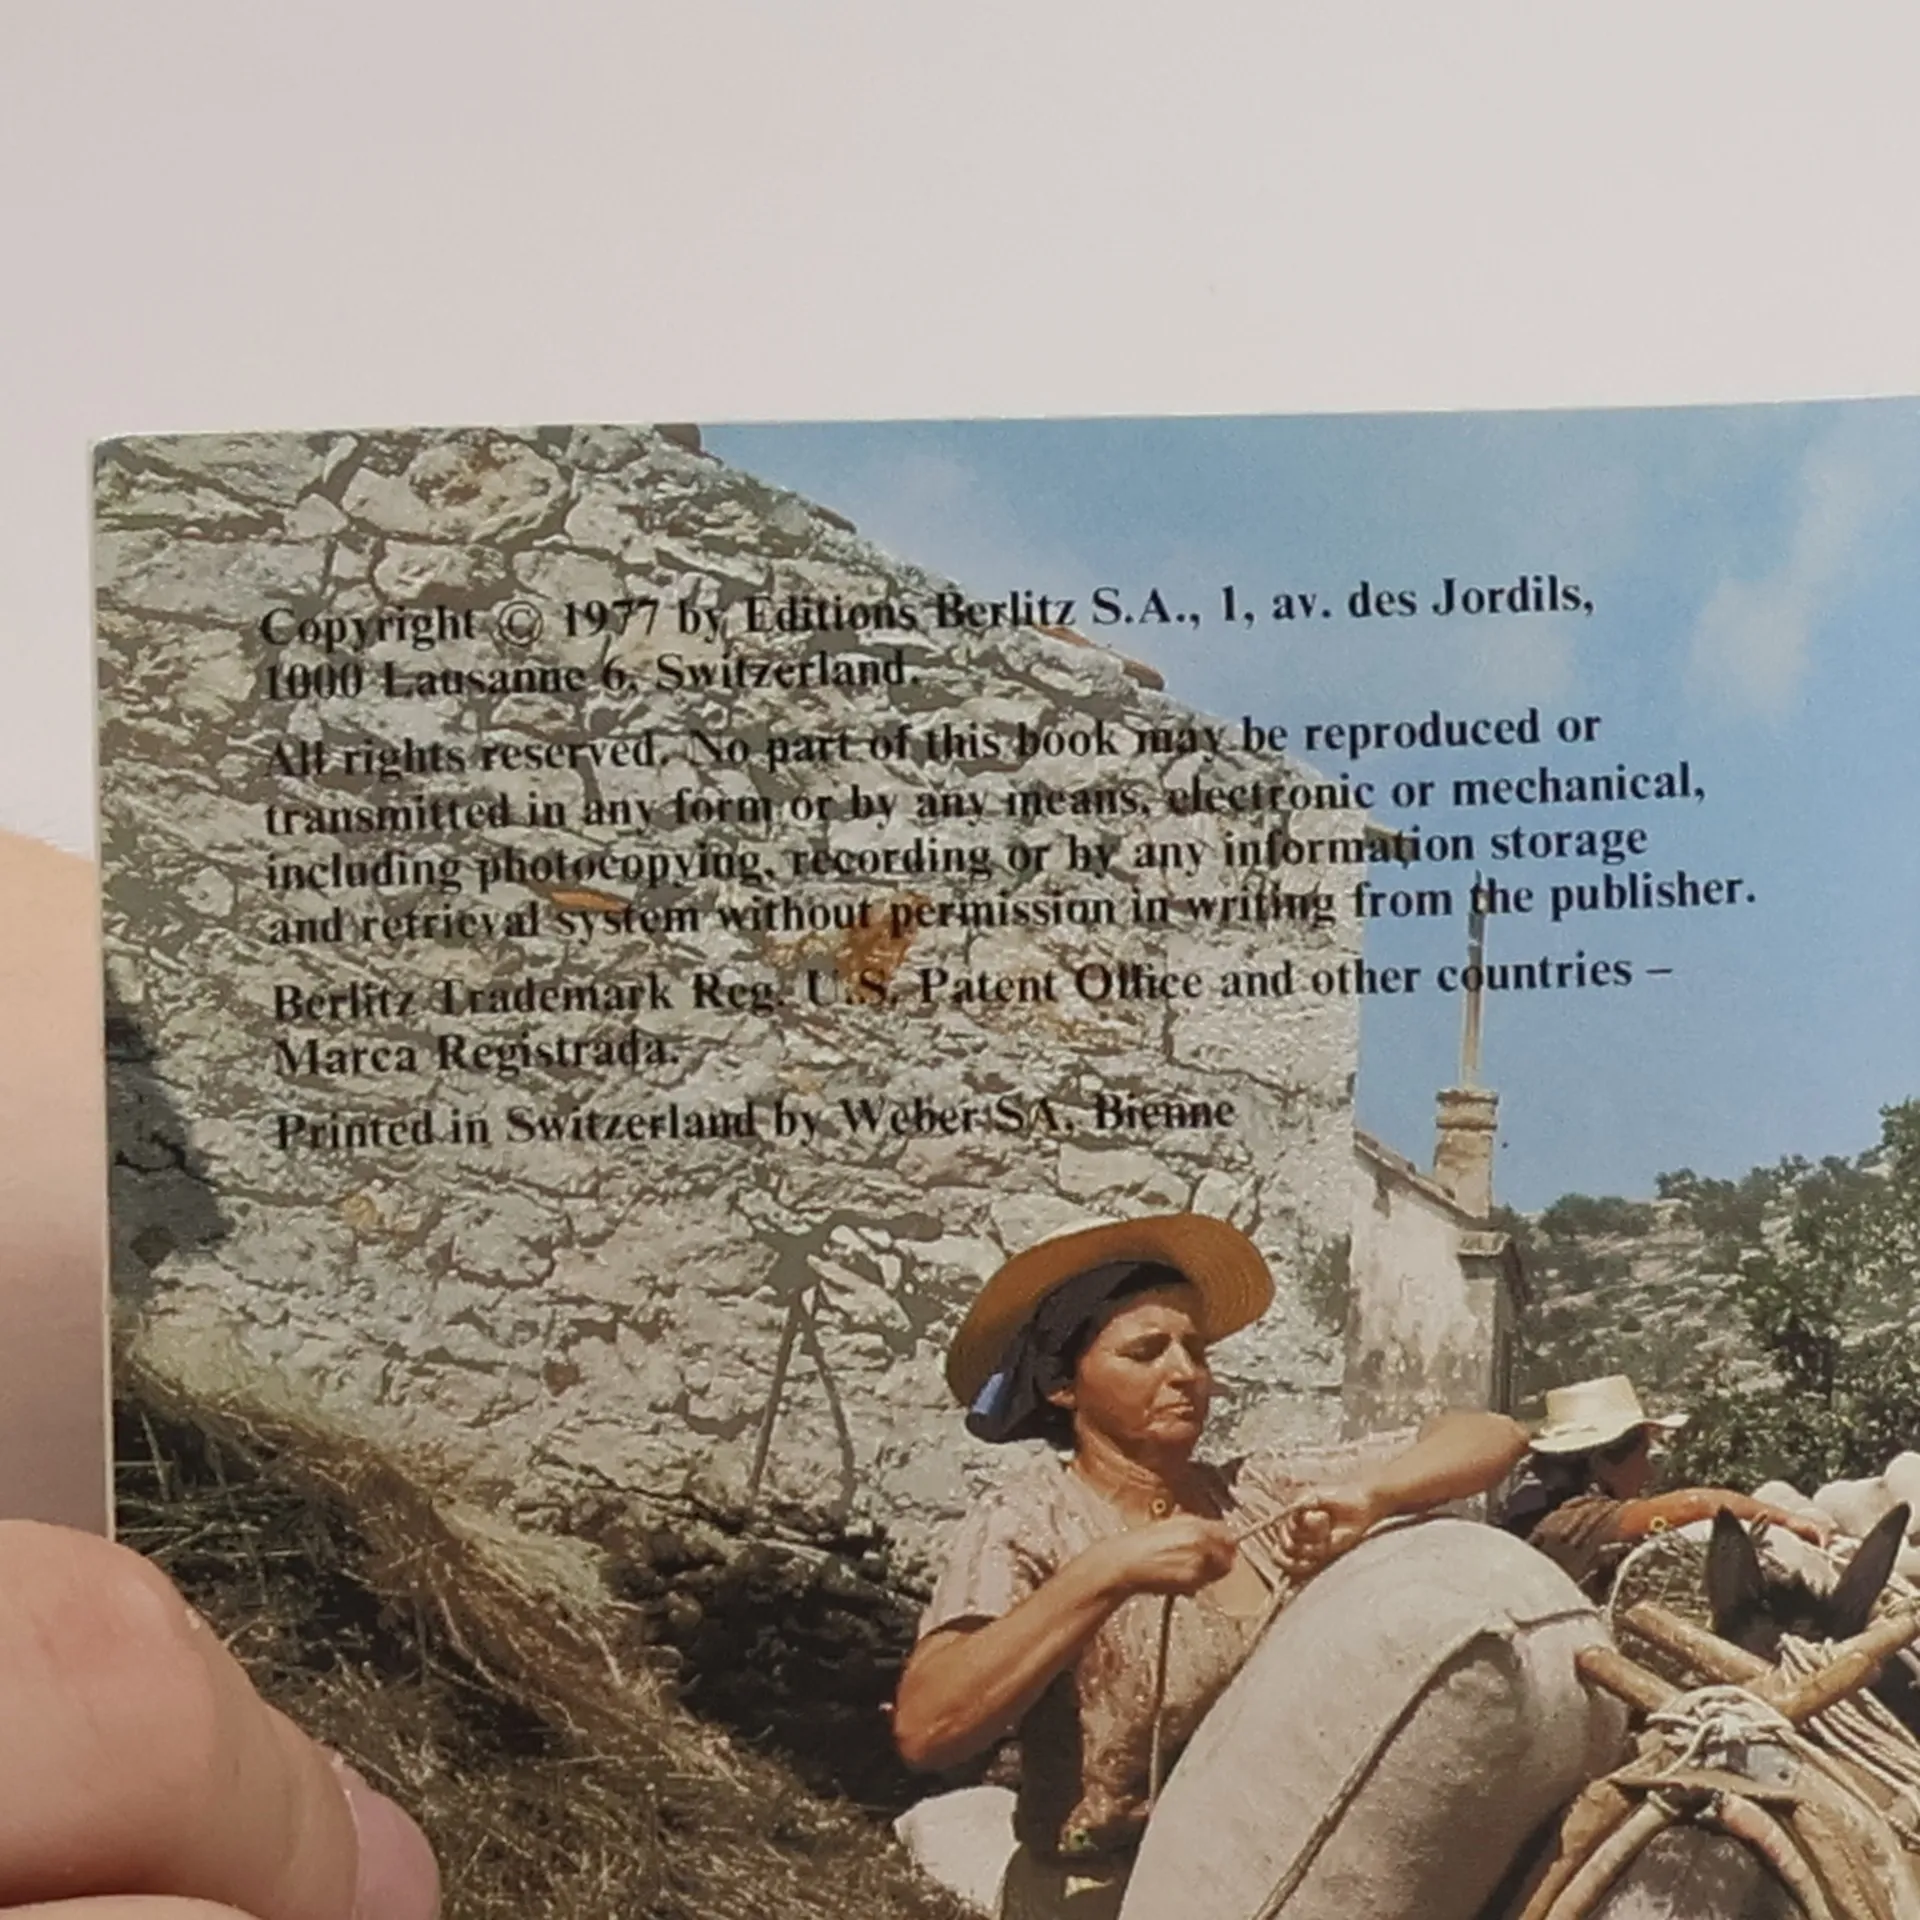 Copyright © 1977 by Editions Berlitz S.A., 1, av. des Jordils,
1000 Lausanne 6, Switzerland.
All rights reserved. No part of this book may be reproduced or
transmitted in any form or by any means, electronic or mechanical,
including photocopying, recording or by any information storage
and retrieval system without permission in writing from the publisher.
Berlitz Trademark Reg. U.S. Patent Office and other countries –
Marca Registrada.
Printed in Switzerland by Weber SA, Bienne